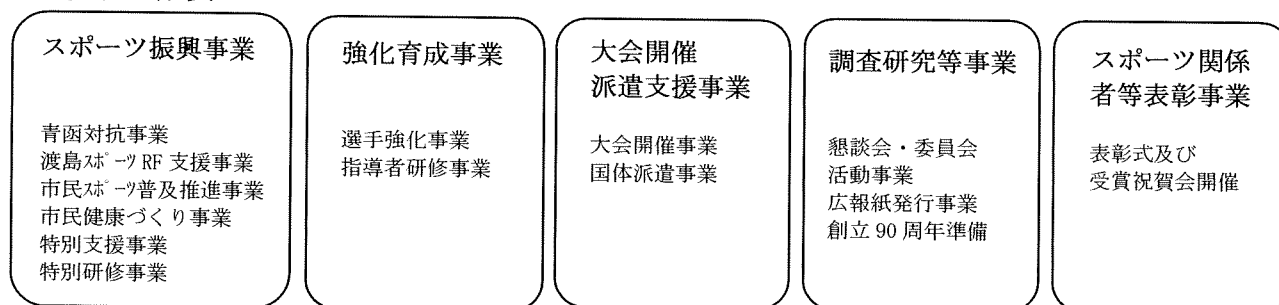 スポーツ振興事業
青函対抗事業
渡島ｽﾎﾟｰﾂRF支援事業
市民ｽﾎﾟｰﾂ普及推進事業
市民健康づくり事業
特別支援事業
特別研修事業
強化育成事業
選手強化事業
指導者研修事業
大会開催
派遣支援事業
大会開催事業
国体派遣事業
調査研究等事業
懇談会・委員会
活動事業
広報紙発行事業
創立90周年準備
スポーツ関係
者等表彰事業
表彰式及び
受賞祝賀会開催